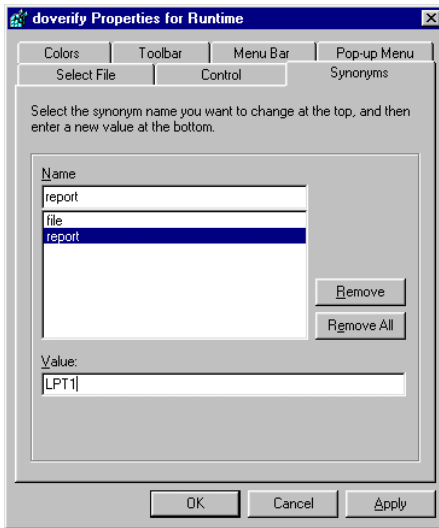 doverify Properties for Runtime
Colors Toolbar Menu Bar Pop-up Menu
Select File Control Synonyms
Select the synonym name you want to change at the top, and then
enter a new value at the bottom.
Name
report
file
report
Remove
Remove All
Value:
LPT1
OK Cancel Apply